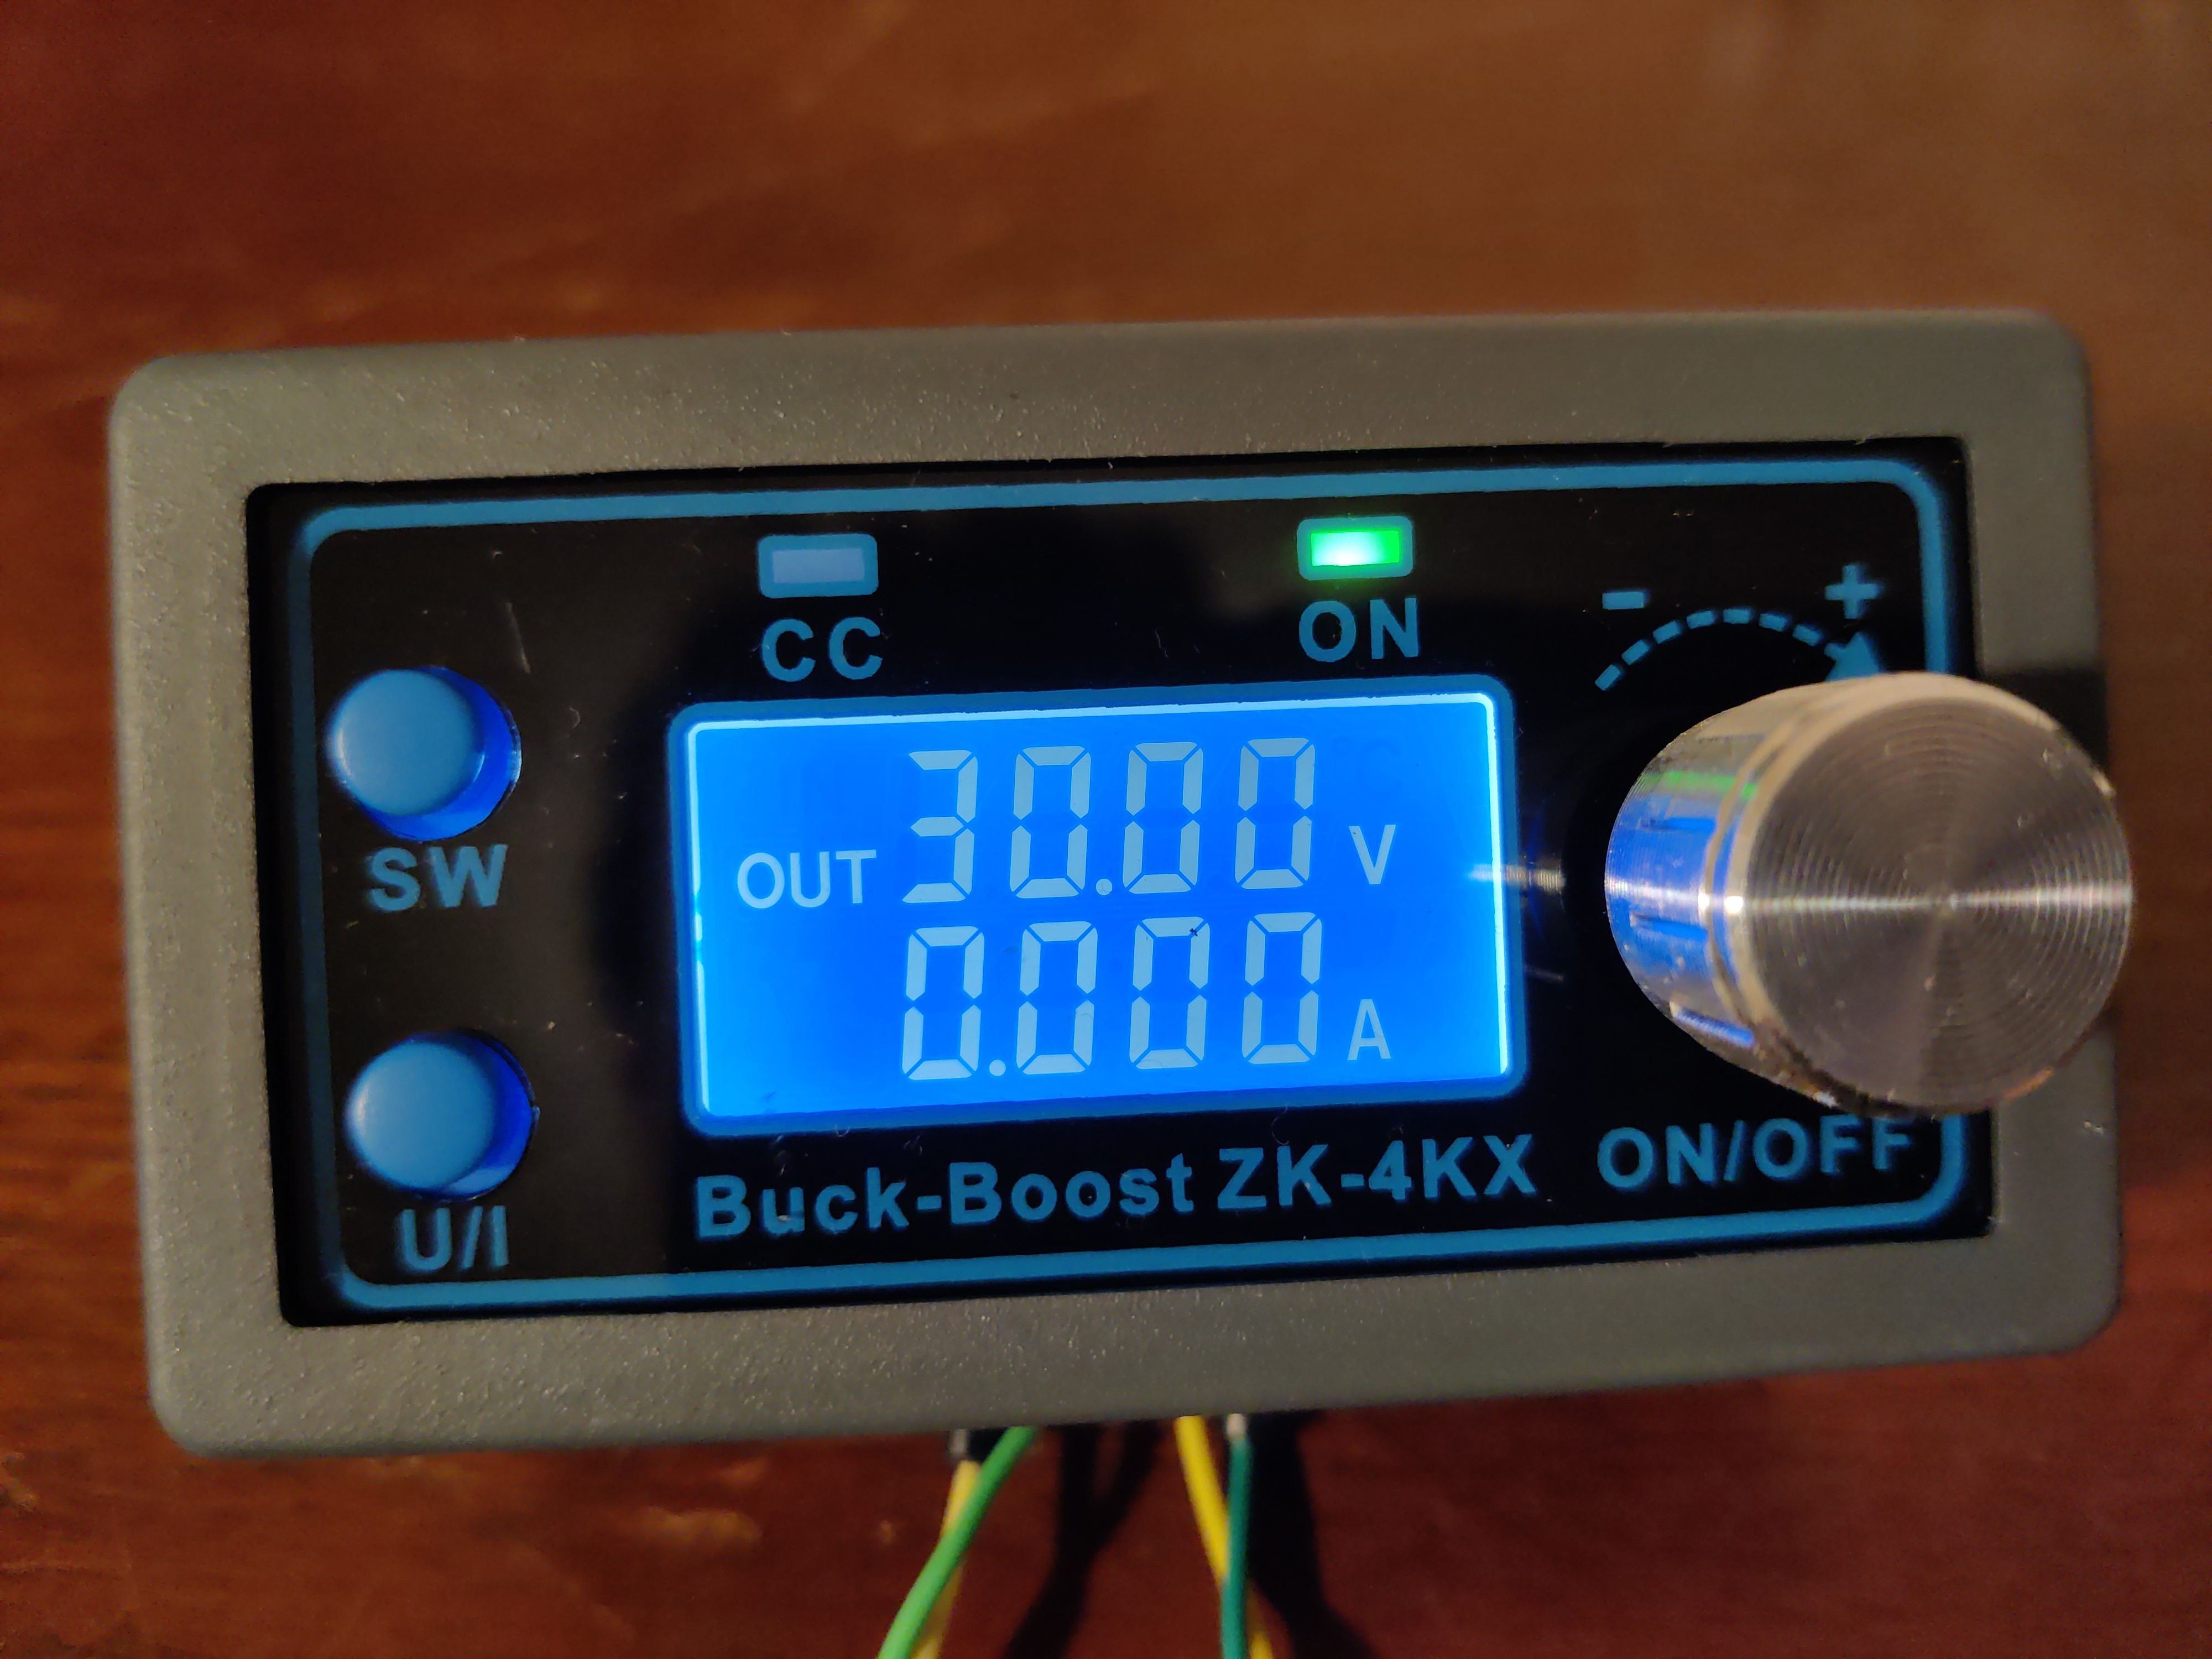 CC
ON
- +
SW
OUT 30.00 V
0.000 A
U/I
Buck-Boost ZK-4KX
ON/OFF